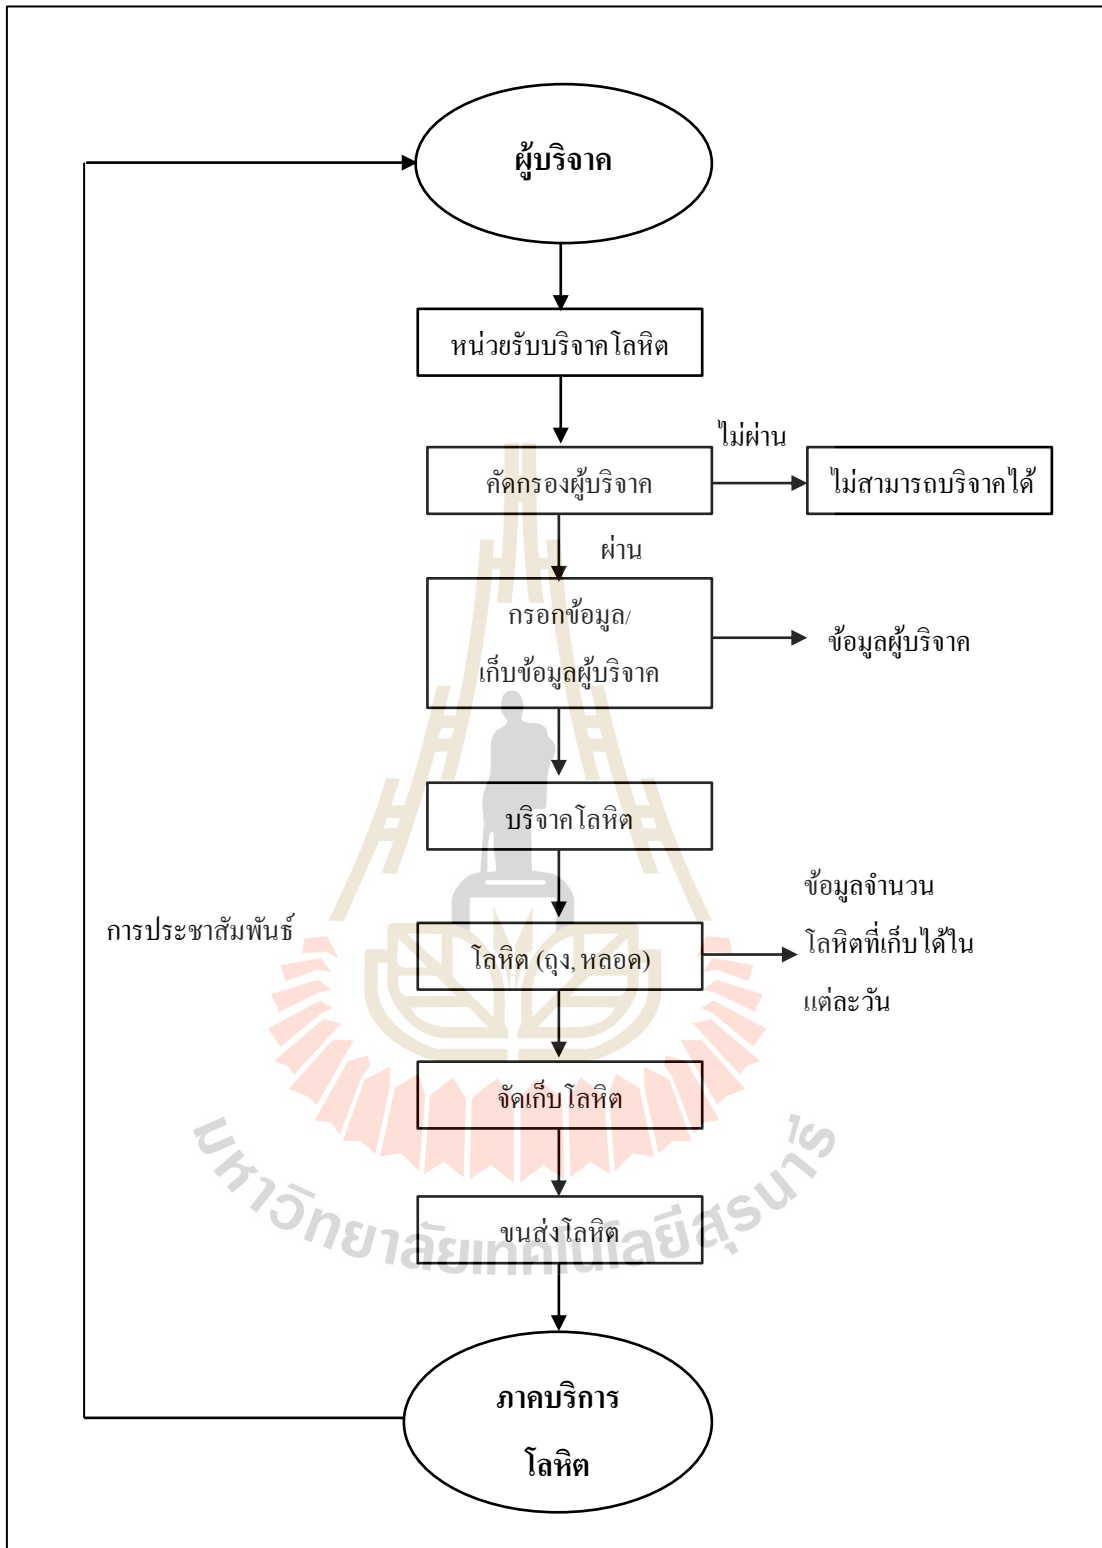 ผู้บริจาค
หน่วยรับบริจาคโลหิต
ไม่ผ่าน
คัดกรองผู้บริจาค
ไม่สามารถบริจาคได้
ผ่าน
กรอกข้อมูล/
เก็บข้อมูลผู้บริจาค
ข้อมูลผู้บริจาค
บริจาคโลหิต
ข้อมูลจำนวน
โลหิตที่เก็บได้ใน
แต่ละวัน
การประชาสัมพันธ์
โลหิต (ถุง, หลอด)
จัดเก็บโลหิต
ขนส่งโลหิต
มหาวิทยาลัยเทคโนโลยีสุรนารี
ภาคบริการ
โลหิต